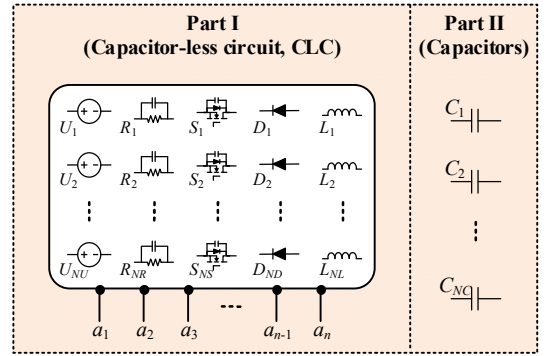 Part I
(Capacitor-less circuit, CLC)
Part II
(Capacitors)
U1 R1 S1 D1 L1
C1
U2 R2 S2 D2 L2
C2
UNU RNR SNS DND LNL
CNC
a1 a2 a3 an-1 an